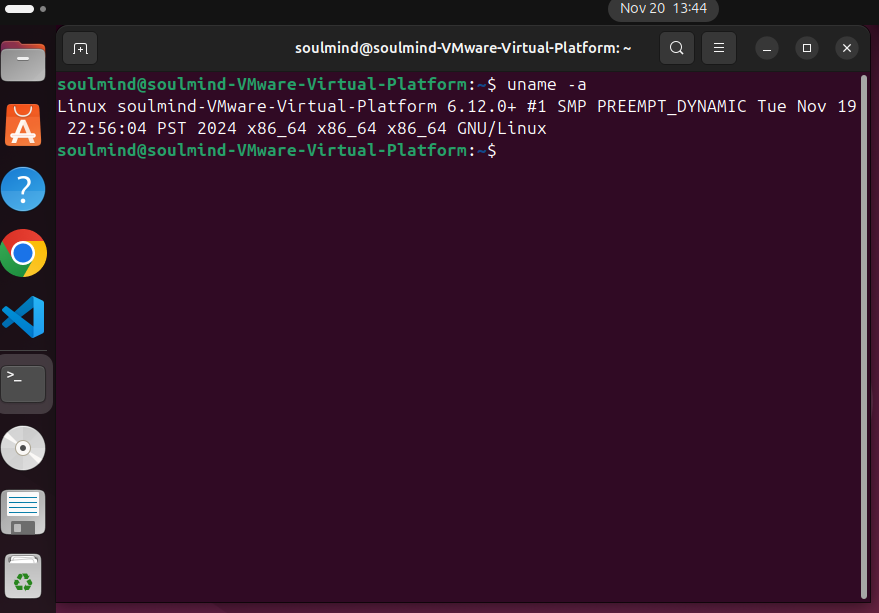 Nov 20 13:44
soulmind@soulmind-VMware-Virtual-Platform: ~
soulmind@soulmind-VMware-Virtual-Platform:~$ uname -a
Linux soulmind-VMware-Virtual-Platform 6.12.0+ #1 SMP PREEMPT_DYNAMIC Tue Nov 19
 22:56:04 PST 2024 x86_64 x86_64 x86_64 GNU/Linux
soulmind@soulmind-VMware-Virtual-Platform:~$